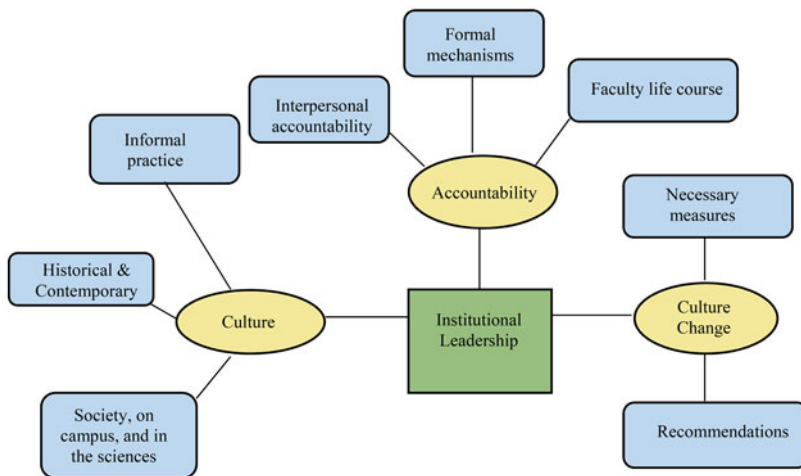 Formal
mechanisms
Interpersonal
accountability
Faculty life course
Informal
practice
Accountability
Necessary
measures
Historical &
Contemporary
Culture
Institutional
Leadership
Culture
Change
Society, on
campus, and in
the sciences
Recommendations